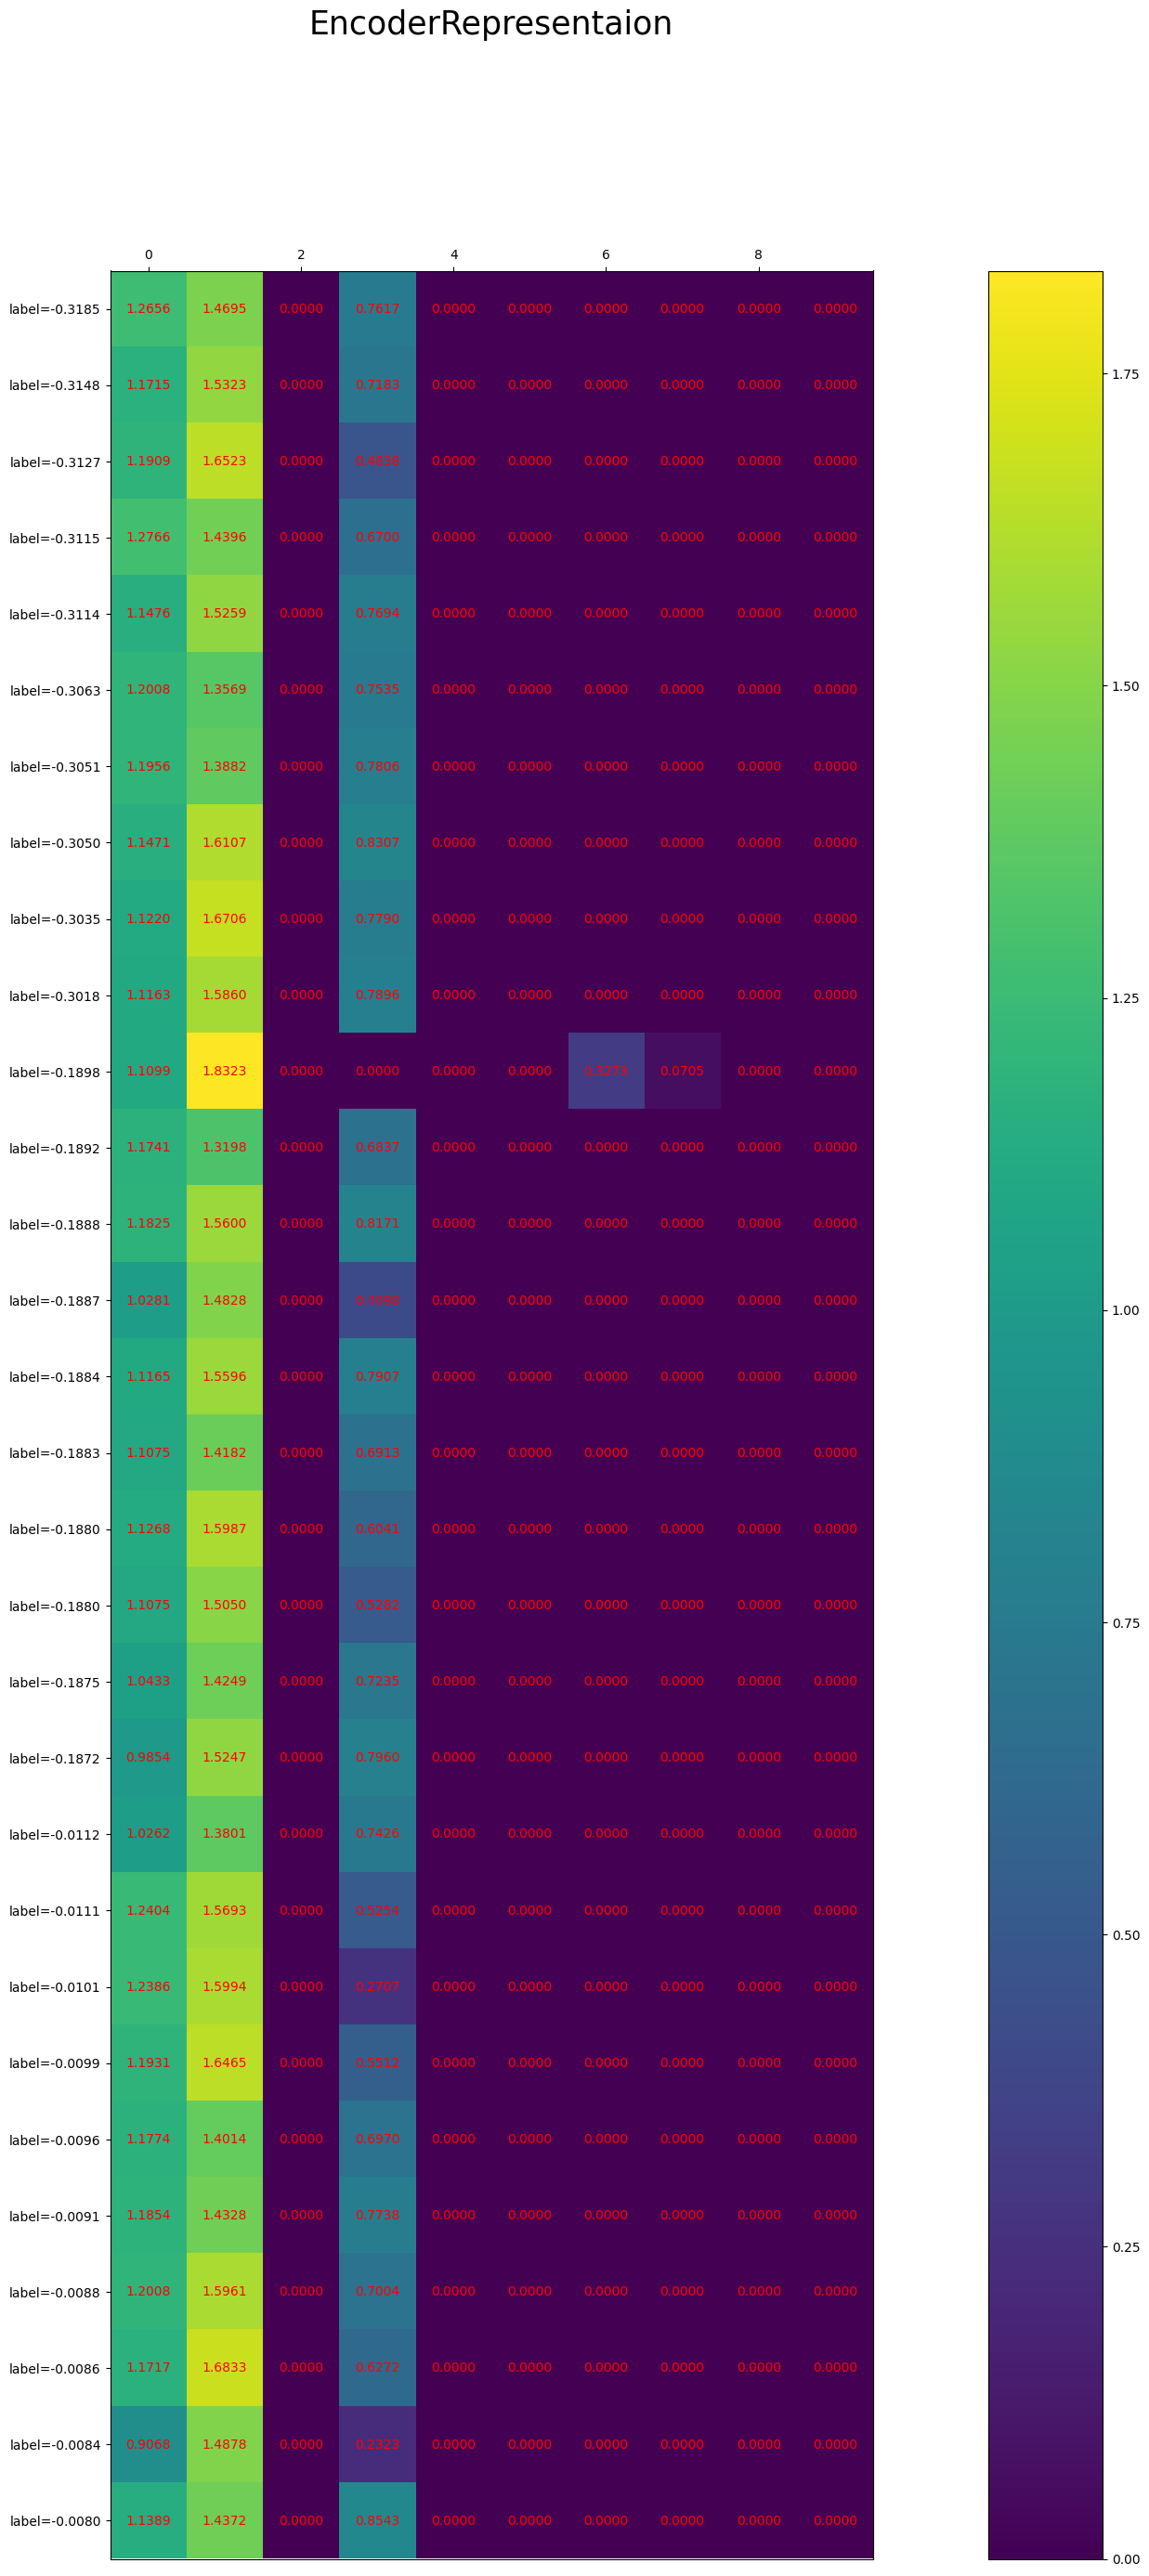 EncoderRepresentaion
0 2 4 6 8
label=-0.3185 1.2656 1.4695 0.0000 0.7617 0.0000 0.0000 0.0000 0.0000 0.0000 0.0000
label=-0.3148 1.1715 1.5323 0.0000 0.7183 0.0000 0.0000 0.0000 0.0000 0.0000 0.0000
1.75
label=-0.3127 1.1909 1.6523 0.0000 0.0000 0.0000 0.0000 0.0000 0.0000 0.0000
label=-0.3115 1.2766 1.4396 0.0000 0.6700 0.0000 0.0000 0.0000 0.0000 0.0000 0.0000
label=-0.3114 1.1476 1.5259 0.0000 0.7694 0.0000 0.0000 0.0000 0.0000 0.0000 0.0000
label=-0.3063 1.2008 1.3569 0.0000 0.7535 0.0000 0.0000 0.0000 0.0000 0.0000 0.0000
1.50
label=-0.3051 1.1956 1.3882 0.0000 0.7806 0.0000 0.0000 0.0000 0.0000 0.0000 0.0000
label=-0.3050 1.1471 1.6107 0.0000 0.8307 0.0000 0.0000 0.0000 0.0000 0.0000 0.0000
label=-0.3035 1.1220 1.6706 0.0000 0.7790 0.0000 0.0000 0.0000 0.0000 0.0000 0.0000
label=-0.3018 1.1163 1.5860 0.0000 0.7896 0.0000 0.0000 0.0000 0.0000 0.0000 0.0000
1.25
label=-0.1898 1.1099 1.8323 0.0000 0.0000 0.0000 0.0000 0.0705 0.0000 0.0000
label=-0.1892 1.1741 1.3198 0.0000 0.6837 0.0000 0.0000 0.0000 0.0000 0.0000 0.0000
label=-0.1888 1.1825 1.5600 0.0000 0.8171 0.0000 0.0000 0.0000 0.0000 0.0000 0.0000
label=-0.1887 1.0281 1.4828 0.0000 0.0000 0.0000 0.0000 0.0000 0.0000 0.0000
1.00
label=-0.1884 1.1165 1.5596 0.0000 0.7907 0.0000 0.0000 0.0000 0.0000 0.0000 0.0000
label=-0.1883 1.1075 1.4182 0.0000 0.6913 0.0000 0.0000 0.0000 0.0000 0.0000 0.0000
label=-0.1880 1.1268 1.5987 0.0000 0.6041 0.0000 0.0000 0.0000 0.0000 0.0000 0.0000
label=-0.1880 1.1075 1.5050 0.0000 0.5282 0.0000 0.0000 0.0000 0.0000 0.0000 0.0000
0.75
label=-0.1875 1.0433 1.4249 0.0000 0.7235 0.0000 0.0000 0.0000 0.0000 0.0000 0.0000
label=-0.1872 0.9854 1.5247 0.0000 0.7960 0.0000 0.0000 0.0000 0.0000 0.0000 0.0000
label=-0.0112 1.0262 1.3801 0.0000 0.7426 0.0000 0.0000 0.0000 0.0000 0.0000 0.0000
label=-0.0111 1.2404 1.5693 0.0000 0.5254 0.0000 0.0000 0.0000 0.0000 0.0000 0.0000
0.50
label=-0.0101 1.2386 1.5994 0.0000 0.2707 0.0000 0.0000 0.0000 0.0000 0.0000 0.0000
label=-0.0099 1.1931 1.6465 0.0000 0.5512 0.0000 0.0000 0.0000 0.0000 0.0000 0.0000
label=-0.0096 1.1774 1.4014 0.0000 0.6970 0.0000 0.0000 0.0000 0.0000 0.0000 0.0000
label=-0.0091 1.1854 1.4328 0.0000 0.7738 0.0000 0.0000 0.0000 0.0000 0.0000 0.0000
0.25
label=-0.0088 1.2008 1.5961 0.0000 0.7004 0.0000 0.0000 0.0000 0.0000 0.0000 0.0000
label=-0.0086 1.1717 1.6833 0.0000 0.6272 0.0000 0.0000 0.0000 0.0000 0.0000 0.0000
label=-0.0084 0.9068 1.4878 0.0000 0.2323 0.0000 0.0000 0.0000 0.0000 0.0000 0.0000
label=-0.0080 1.1389 1.4372 0.0000 0.8543 0.0000 0.0000 0.0000 0.0000 0.0000 0.0000
0.00